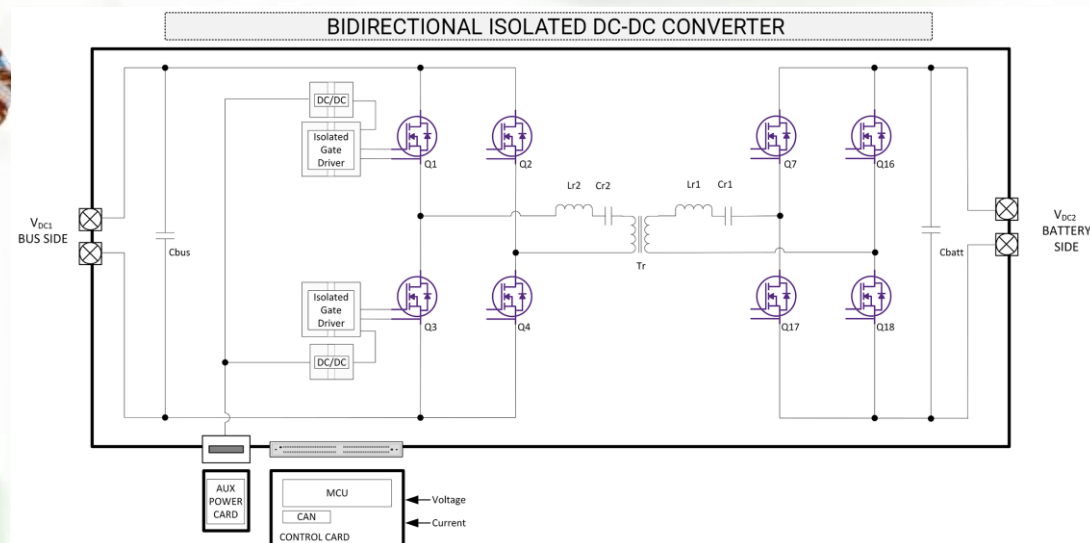 BIDIRECTIONAL ISOLATED DC-DC CONVERTER
DC/DC
Isolated
Gate
Driver
Q1
Q2
Q7
Q16
Lr2
Cr2
Lr1
Cr1
VDC1
BUS SIDE
Cbus
Tr
Cbatt
VDC2
BATTERY
SIDE
Isolated
Gate
Driver
Q3
Q4
Q17
Q18
DC/DC
AUX
POWER
CARD
MCU
CAN
CONTROL CARD
Voltage
Current